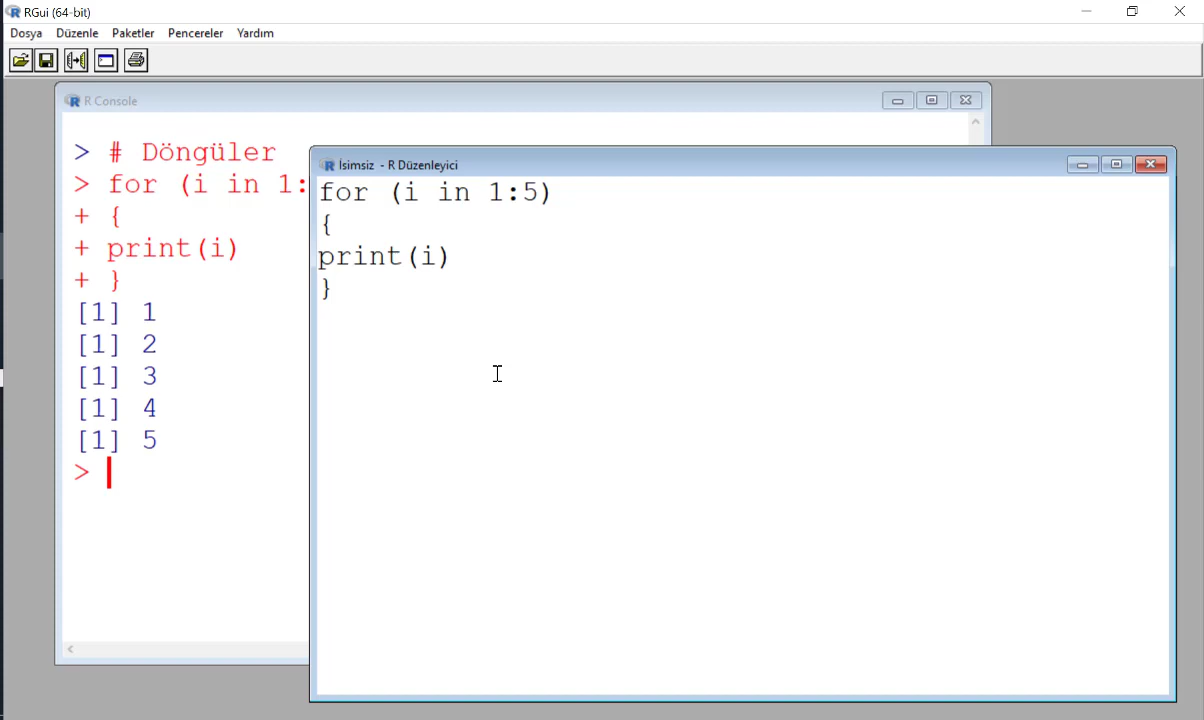 RGui (64-bit)
Dosya Düzenle Paketler Pencereler Yardım
R Console
> # Döngüler
> for (i in 1:
+ {
+ print(i)
+ }
[1] 1
[1] 2
[1] 3
[1] 4
[1] 5
>
İsimsiz - R Düzenleyici
for (i in 1:5)
{
print(i)
}